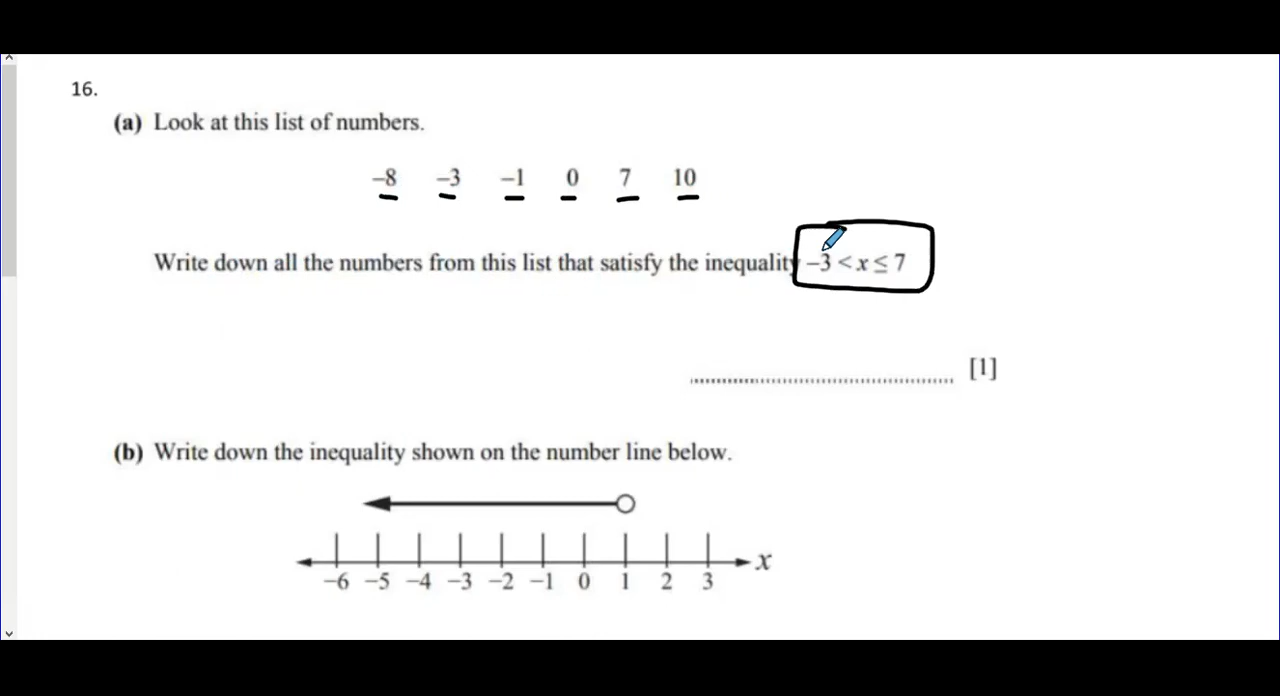 16.
(a) Look at this list of numbers.
–8 –3 –1 0 7 10
Write down all the numbers from this list that satisfy the inequality –3 < x ≤ 7
[1]
(b) Write down the inequality shown on the number line below.
x
–6 –5 –4 –3 –2 –1 0 1 2 3